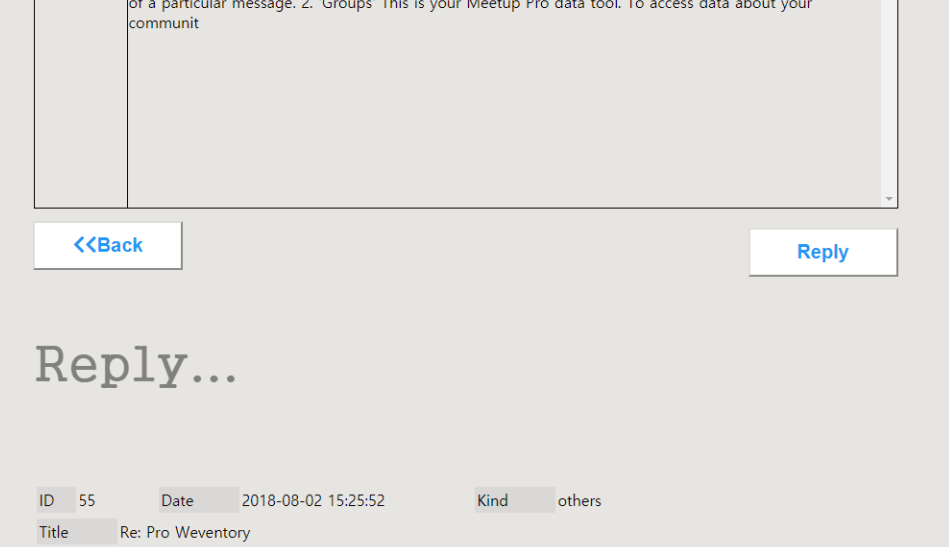 of a particular message. 2. 'Groups' This is your Meetup Pro data tool. To access data about your
communit
<<Back
Reply
Reply...
ID 55 Date 2018-08-02 15:25:52 Kind others
Title Re: Pro Weventory